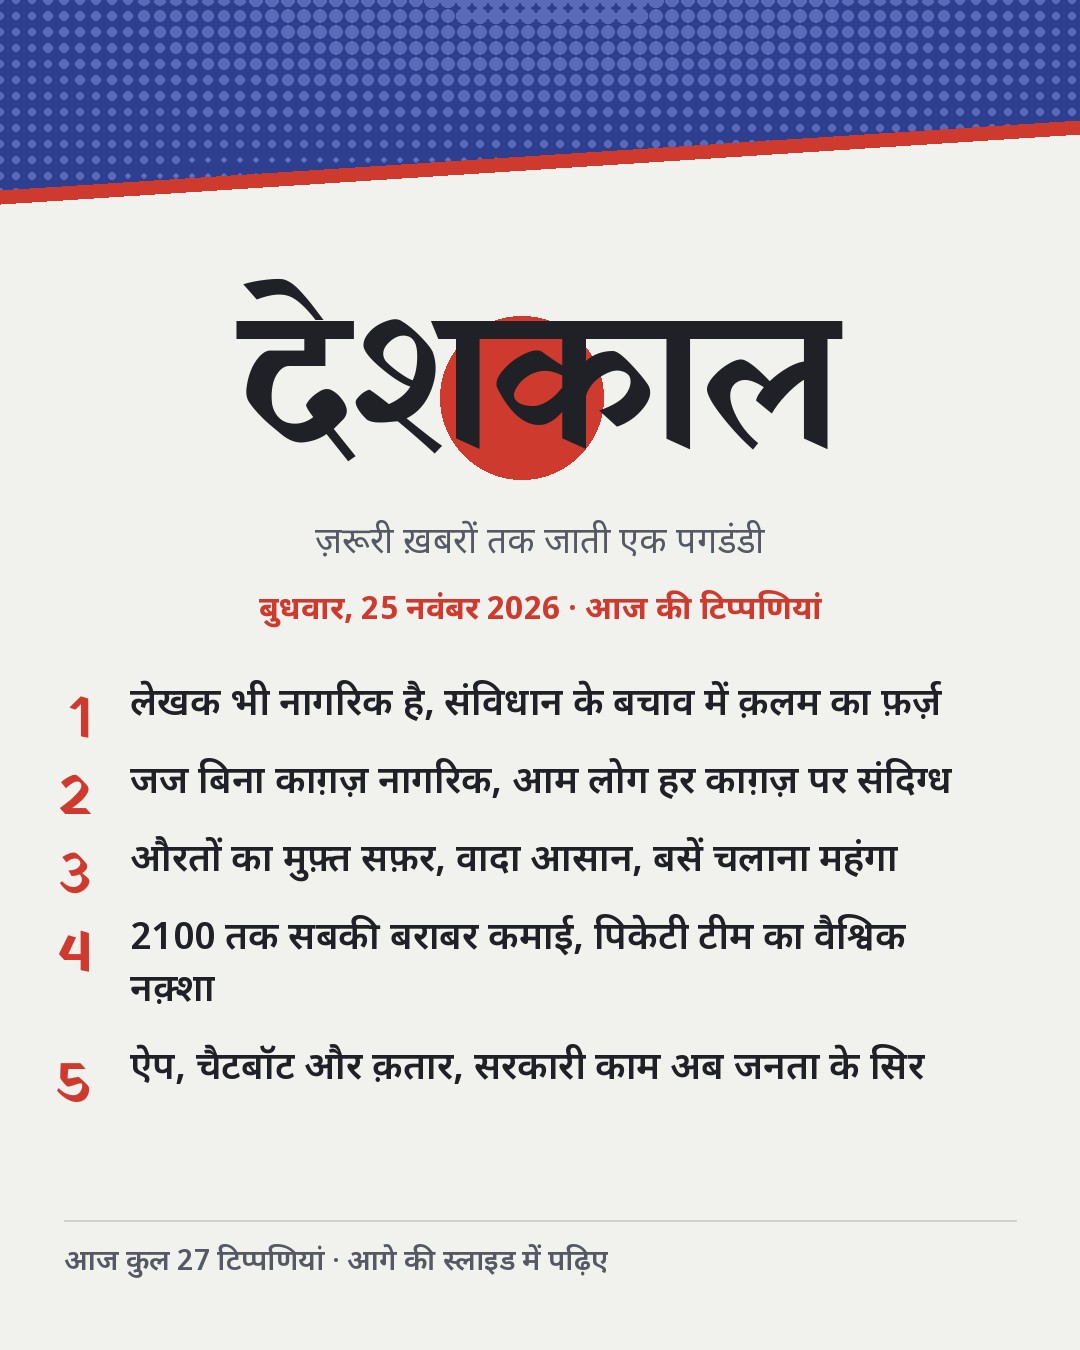 देशकाल
ज़रूरी ख़बरों तक जाती एक पगडंडी
बुधवार, 25 नवंबर 2026 · आज की टिप्पणियां
1 लेखक भी नागरिक है, संविधान के बचाव में क़लम का फ़र्ज़
2 जज बिना काग़ज़ नागरिक, आम लोग हर काग़ज़ पर संदिग्ध
3 औरतों का मुफ़्त सफ़र, वादा आसान, बसें चलाना महंगा
4 2100 तक सबकी बराबर कमाई, पिकेटी टीम का वैश्विक
नक़्शा
5 ऐप, चैटबॉट और क़तार, सरकारी काम अब जनता के सिर
आज कुल 27 टिप्पणियां · आगे की स्लाइड में पढ़िए